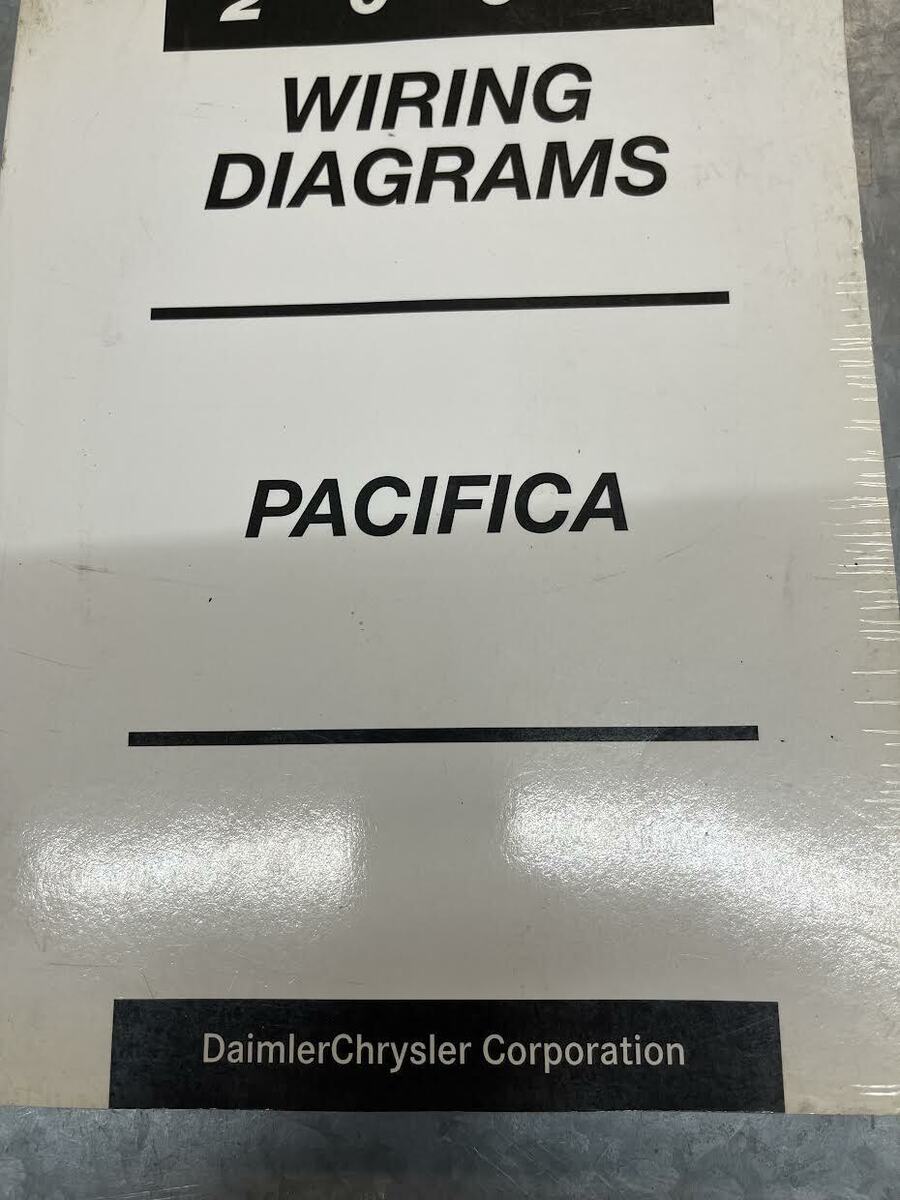 WIRING
DIAGRAMS
PACIFICA
DaimlerChrysler Corporation